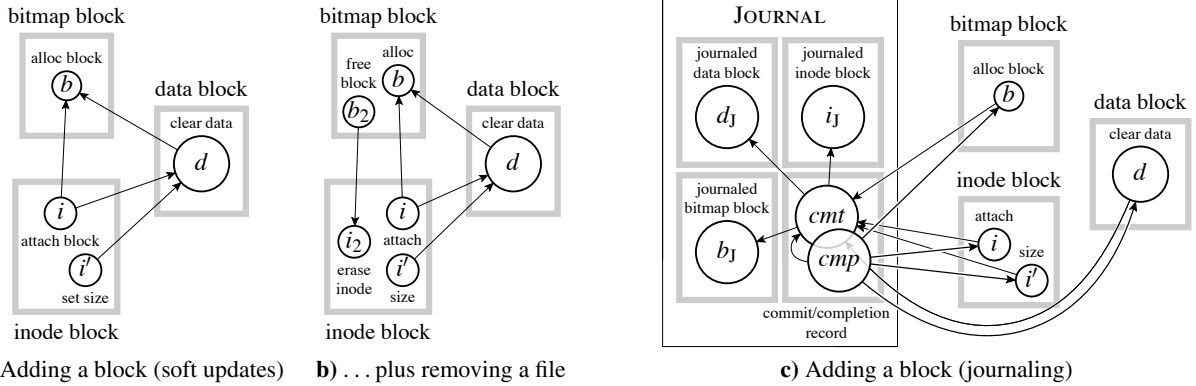 bitmap block
alloc block
b
data block
clear data
d
i
attach block
i′
set size
inode block
Adding a block (soft updates)
bitmap block
alloc
free
block
b
b₂
data block
clear data
d
i
i₂
attach
erase
inode
i′
size
inode block
b) . . . plus removing a file
JOURNAL
journaled
data block
d_J
journaled
inode block
i_J
journaled
bitmap block
b_J
cmt
cmp
commit/completion
record
bitmap block
alloc block
b
inode block
attach
i
size
i′
data block
clear data
d
c) Adding a block (journaling)